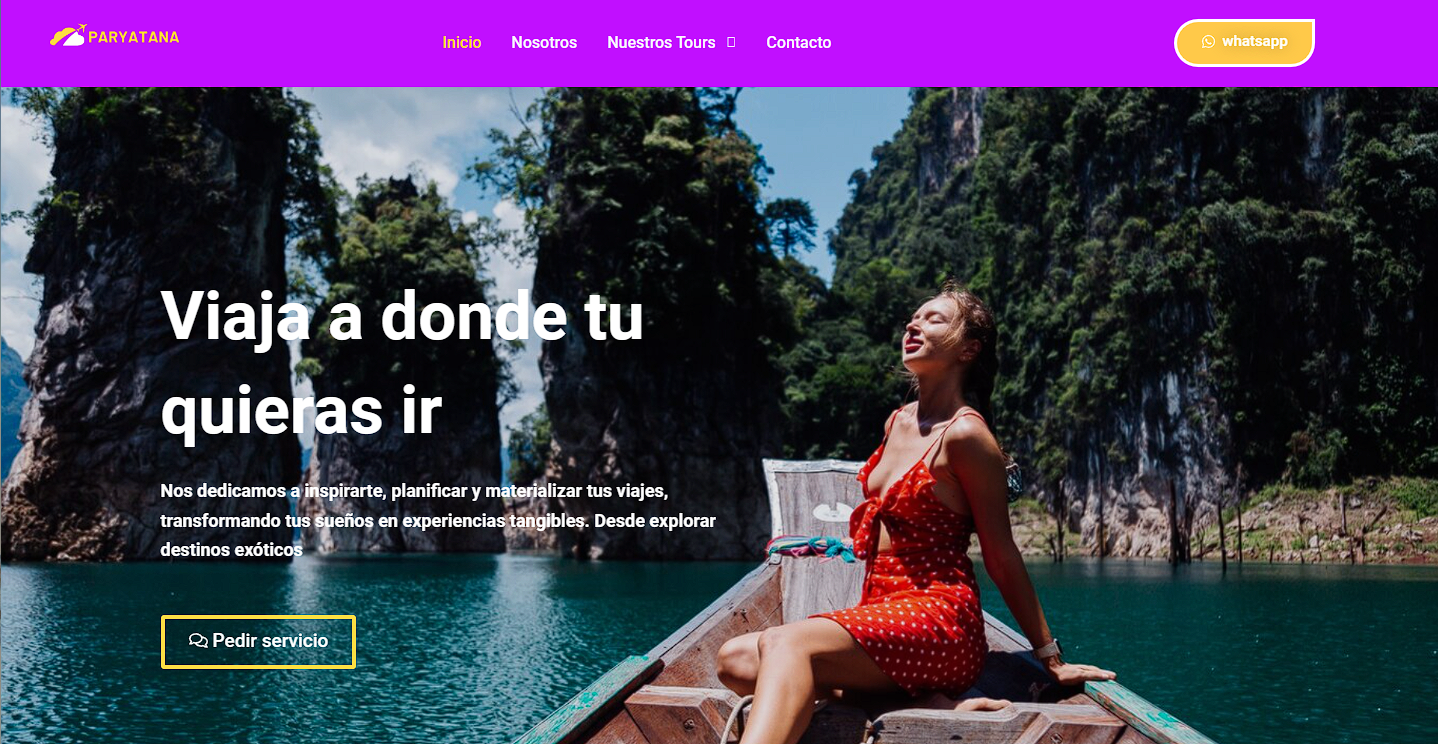 PARYATANA
Inicio Nosotros Nuestros Tours Contacto
whatsapp
Viaja a donde tu
quieras ir
Nos dedicamos a inspirarte, planificar y materializar tus viajes,
transformando tus sueños en experiencias tangibles. Desde explorar
destinos exóticos
Pedir servicio